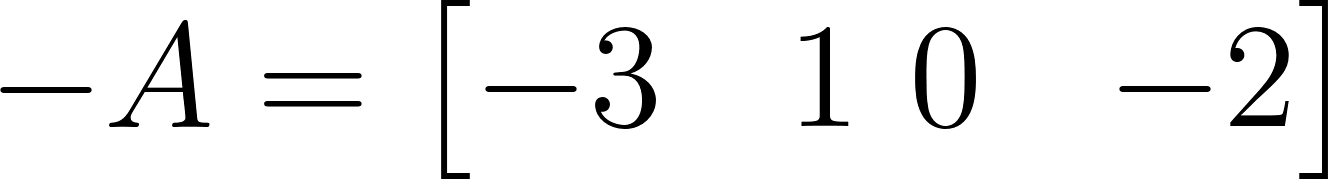 −A = [−3 1 0 −2]